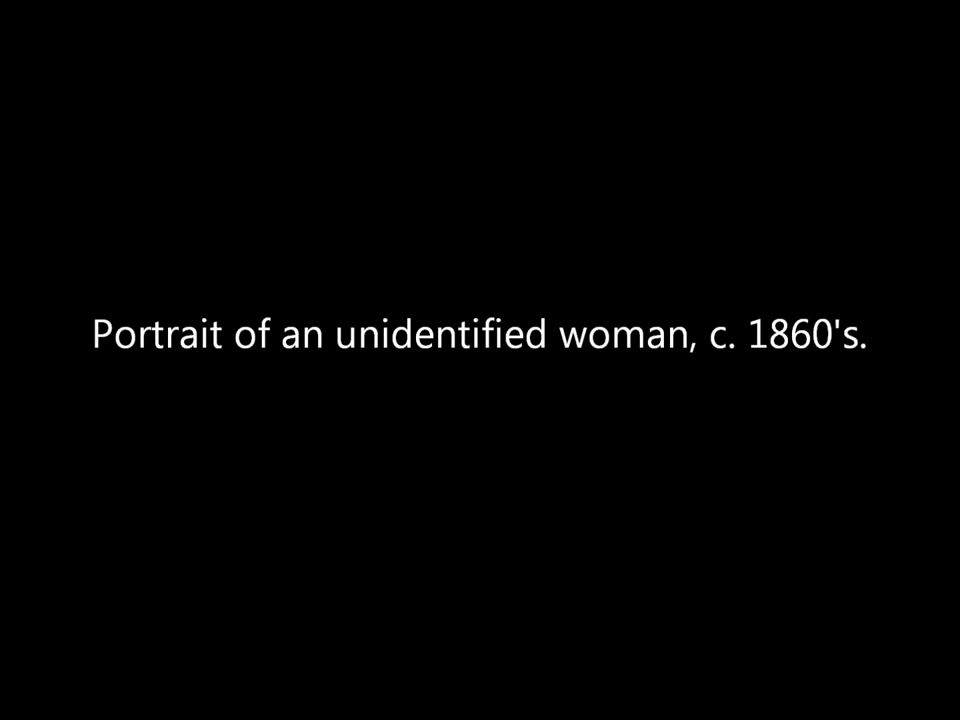 Portrait of an unidentified woman, c. 1860's.